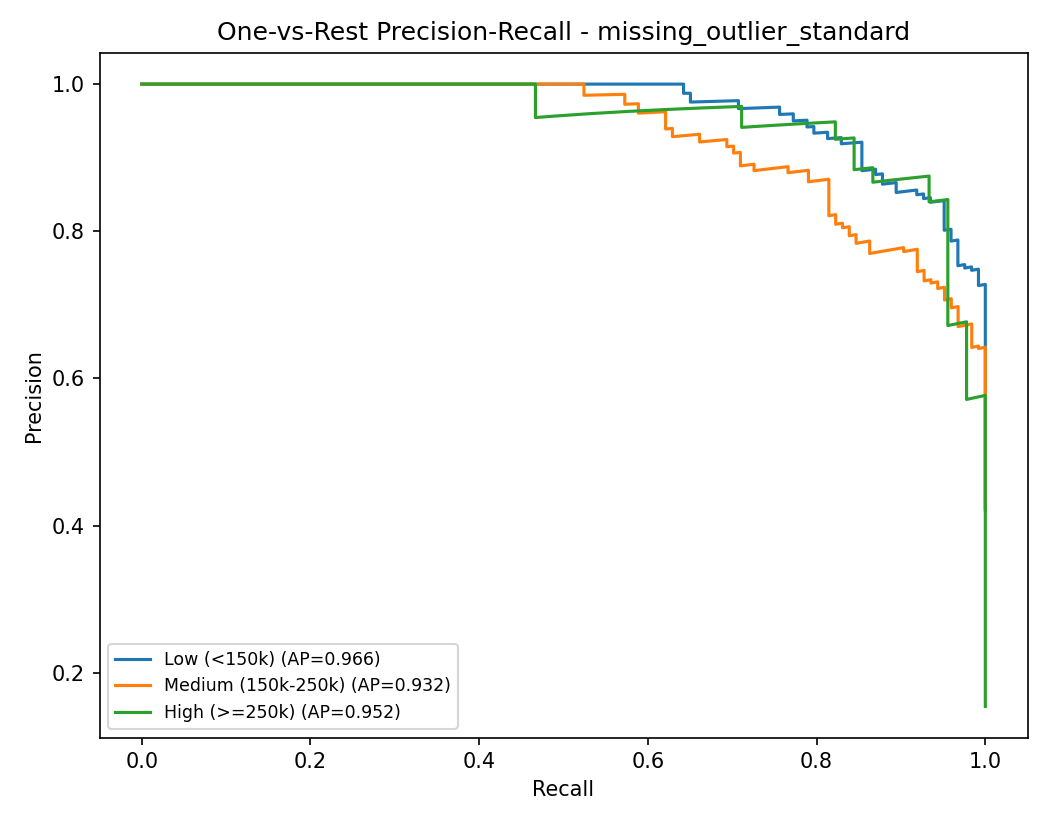 One-vs-Rest Precision-Recall - missing_outlier_standard
1.0
0.8
0.6
0.4
0.2
Precision
Low (<150k) (AP=0.966)
Medium (150k-250k) (AP=0.932)
High (>=250k) (AP=0.952)
0.0 0.2 0.4 0.6 0.8 1.0
Recall